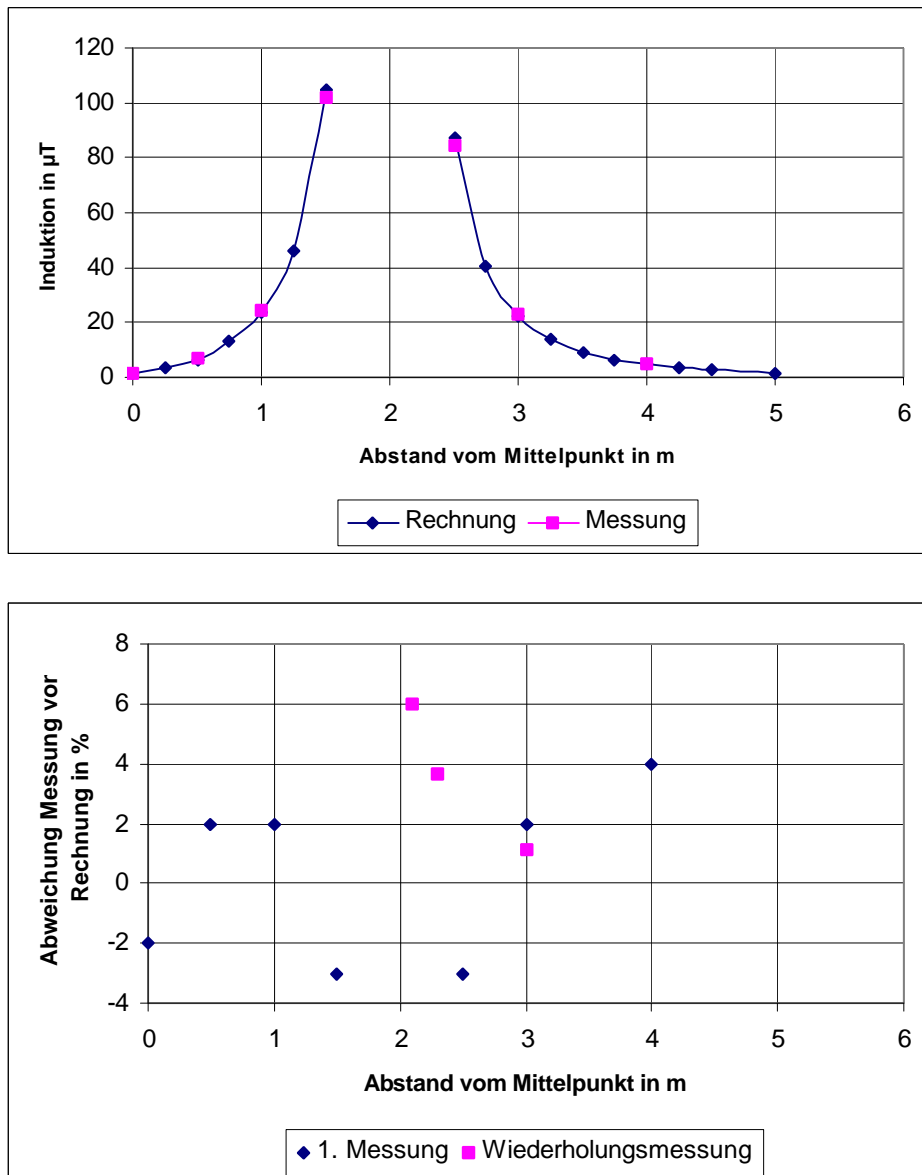 120
100
80
60
40
20
0
Induktion in µT
0 1 2 3 4 5 6
Abstand vom Mittelpunkt in m
Rechnung Messung
8
6
4
2
0
-2
-4
Abweichung Messung vor
Rechnung in %
0 1 2 3 4 5 6
Abstand vom Mittelpunkt in m
1. Messung Wiederholungsmessung